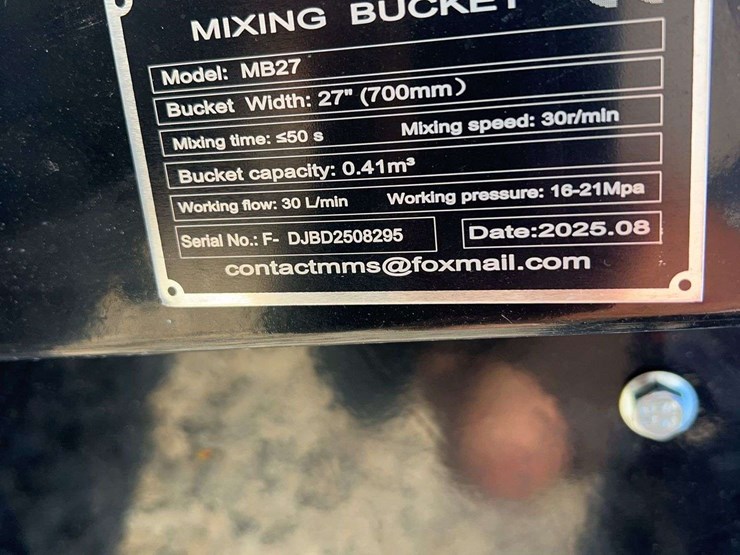 MIXING BUCKET
Model: MB27
Bucket Width: 27" (700mm)
Mixing time: ≤50 s Mixing speed: 30r/min
Bucket capacity: 0.41m³
Working flow: 30 L/min Working pressure: 16-21Mpa
Serial No.: F- DJBD2508295 Date:2025.08
contactmms@foxmail.com